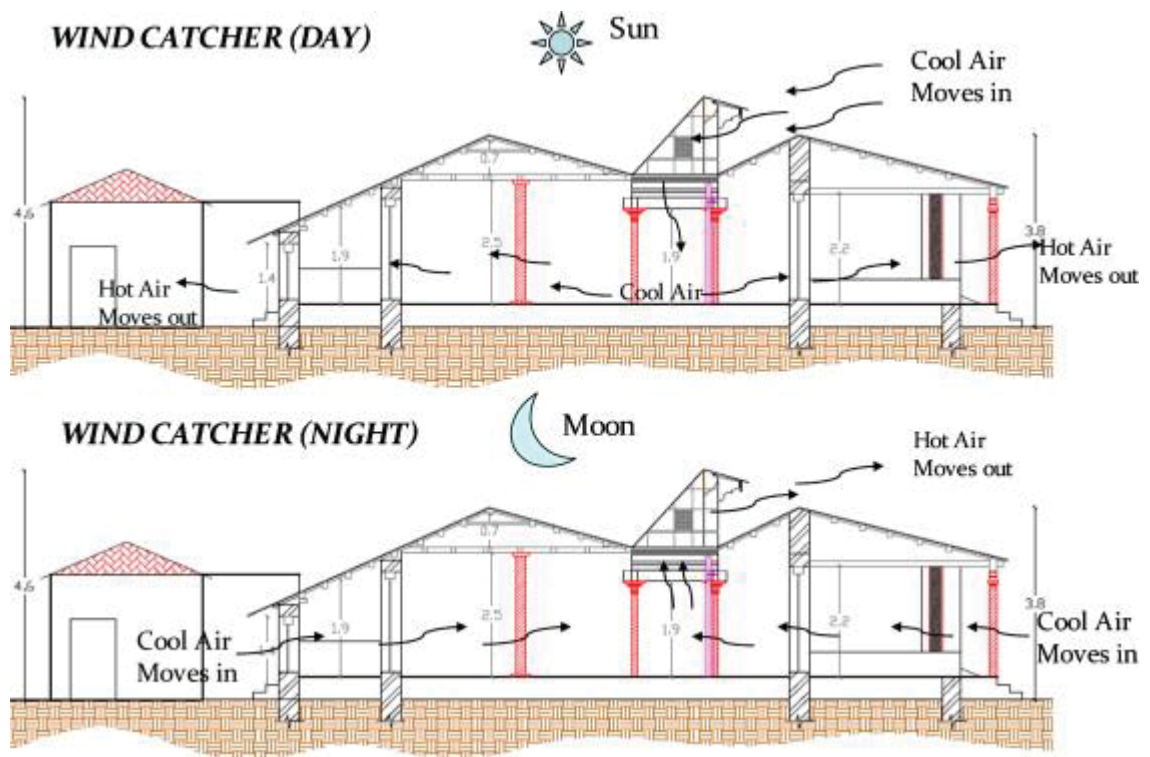 WIND CATCHER (DAY)
Sun
Cool Air
Moves in
0.7
4.6
2.5
1.9
1.4
1.9
2.2
3.8
Hot Air
Moves out
Cool Air
Hot Air
Moves out
WIND CATCHER (NIGHT)
Moon
Hot Air
Moves out
0.7
4.6
1.9
2.5
1.9
2.2
3.8
Cool Air
Moves in
Cool Air
Moves in